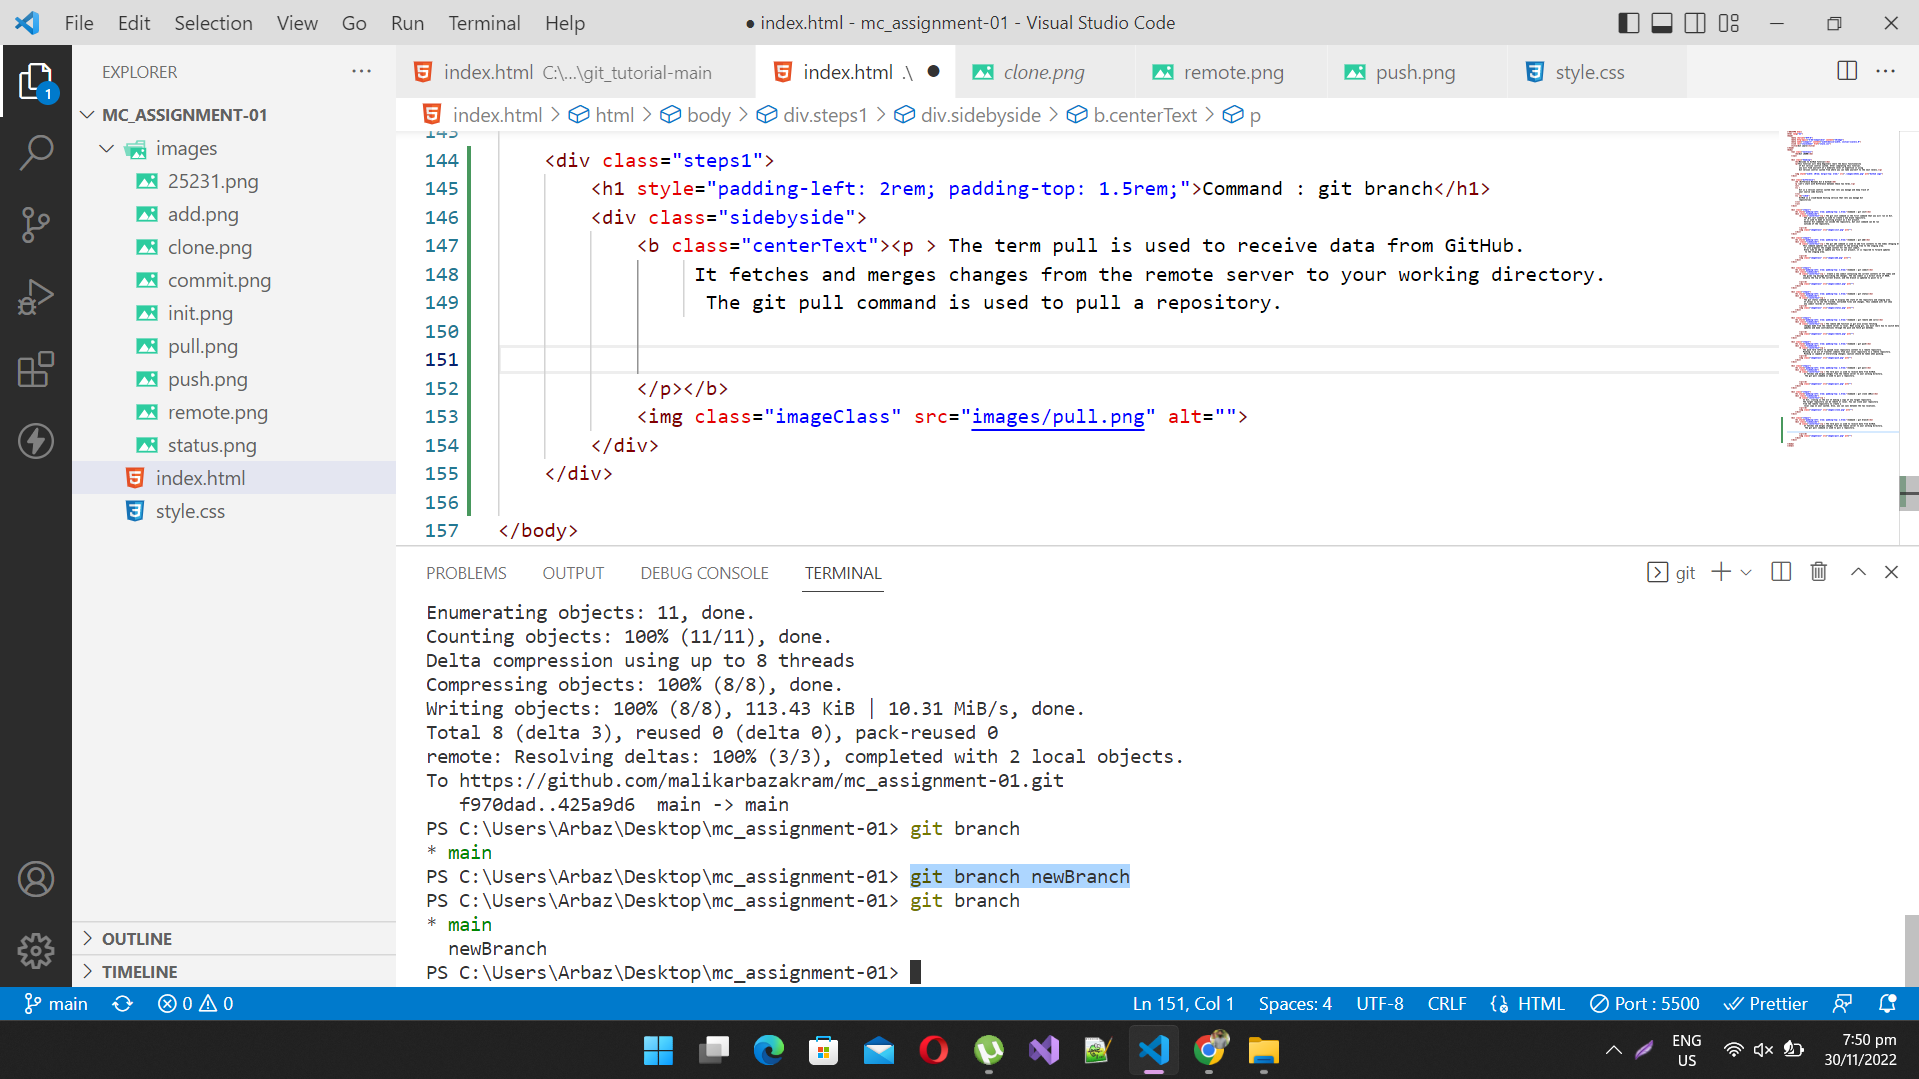 File Edit Selection View Go Run Terminal Help
● index.html - mc_assignment-01 - Visual Studio Code
EXPLORER
1
MC_ASSIGNMENT-01
images
25231.png
add.png
clone.png
commit.png
init.png
pull.png
push.png
remote.png
status.png
index.html
style.css
OUTLINE
TIMELINE
index.html C:\...\git_tutorial-main
index.html .\
clone.png
remote.png
push.png
style.css
index.html > html > body > div.steps1 > div.sidebyside > b.centerText > p
143
144 <div class="steps1">
145 <h1 style="padding-left: 2rem; padding-top: 1.5rem;">Command : git branch</h1>
146 <div class="sidebyside">
147 <b class="centerText"><p > The term pull is used to receive data from GitHub.
148 It fetches and merges changes from the remote server to your working directory.
149 The git pull command is used to pull a repository.
150
151
152 </p></b>
153 <img class="imageClass" src="images/pull.png" alt="">
154 </div>
155 </div>
156
157 </body>
PROBLEMS OUTPUT DEBUG CONSOLE TERMINAL
git
Enumerating objects: 11, done.
Counting objects: 100% (11/11), done.
Delta compression using up to 8 threads
Compressing objects: 100% (8/8), done.
Writing objects: 100% (8/8), 113.43 KiB | 10.31 MiB/s, done.
Total 8 (delta 3), reused 0 (delta 0), pack-reused 0
remote: Resolving deltas: 100% (3/3), completed with 2 local objects.
To https://github.com/malikarbazakram/mc_assignment-01.git
f970dad..425a9d6 main -> main
PS C:\Users\Arbaz\Desktop\mc_assignment-01> git branch
* main
PS C:\Users\Arbaz\Desktop\mc_assignment-01> git branch newBranch
PS C:\Users\Arbaz\Desktop\mc_assignment-01> git branch
* main
newBranch
PS C:\Users\Arbaz\Desktop\mc_assignment-01>
main 0 0 Ln 151, Col 1 Spaces: 4 UTF-8 CRLF HTML Port : 5500 Prettier
ENG
US
7:50 pm
30/11/2022